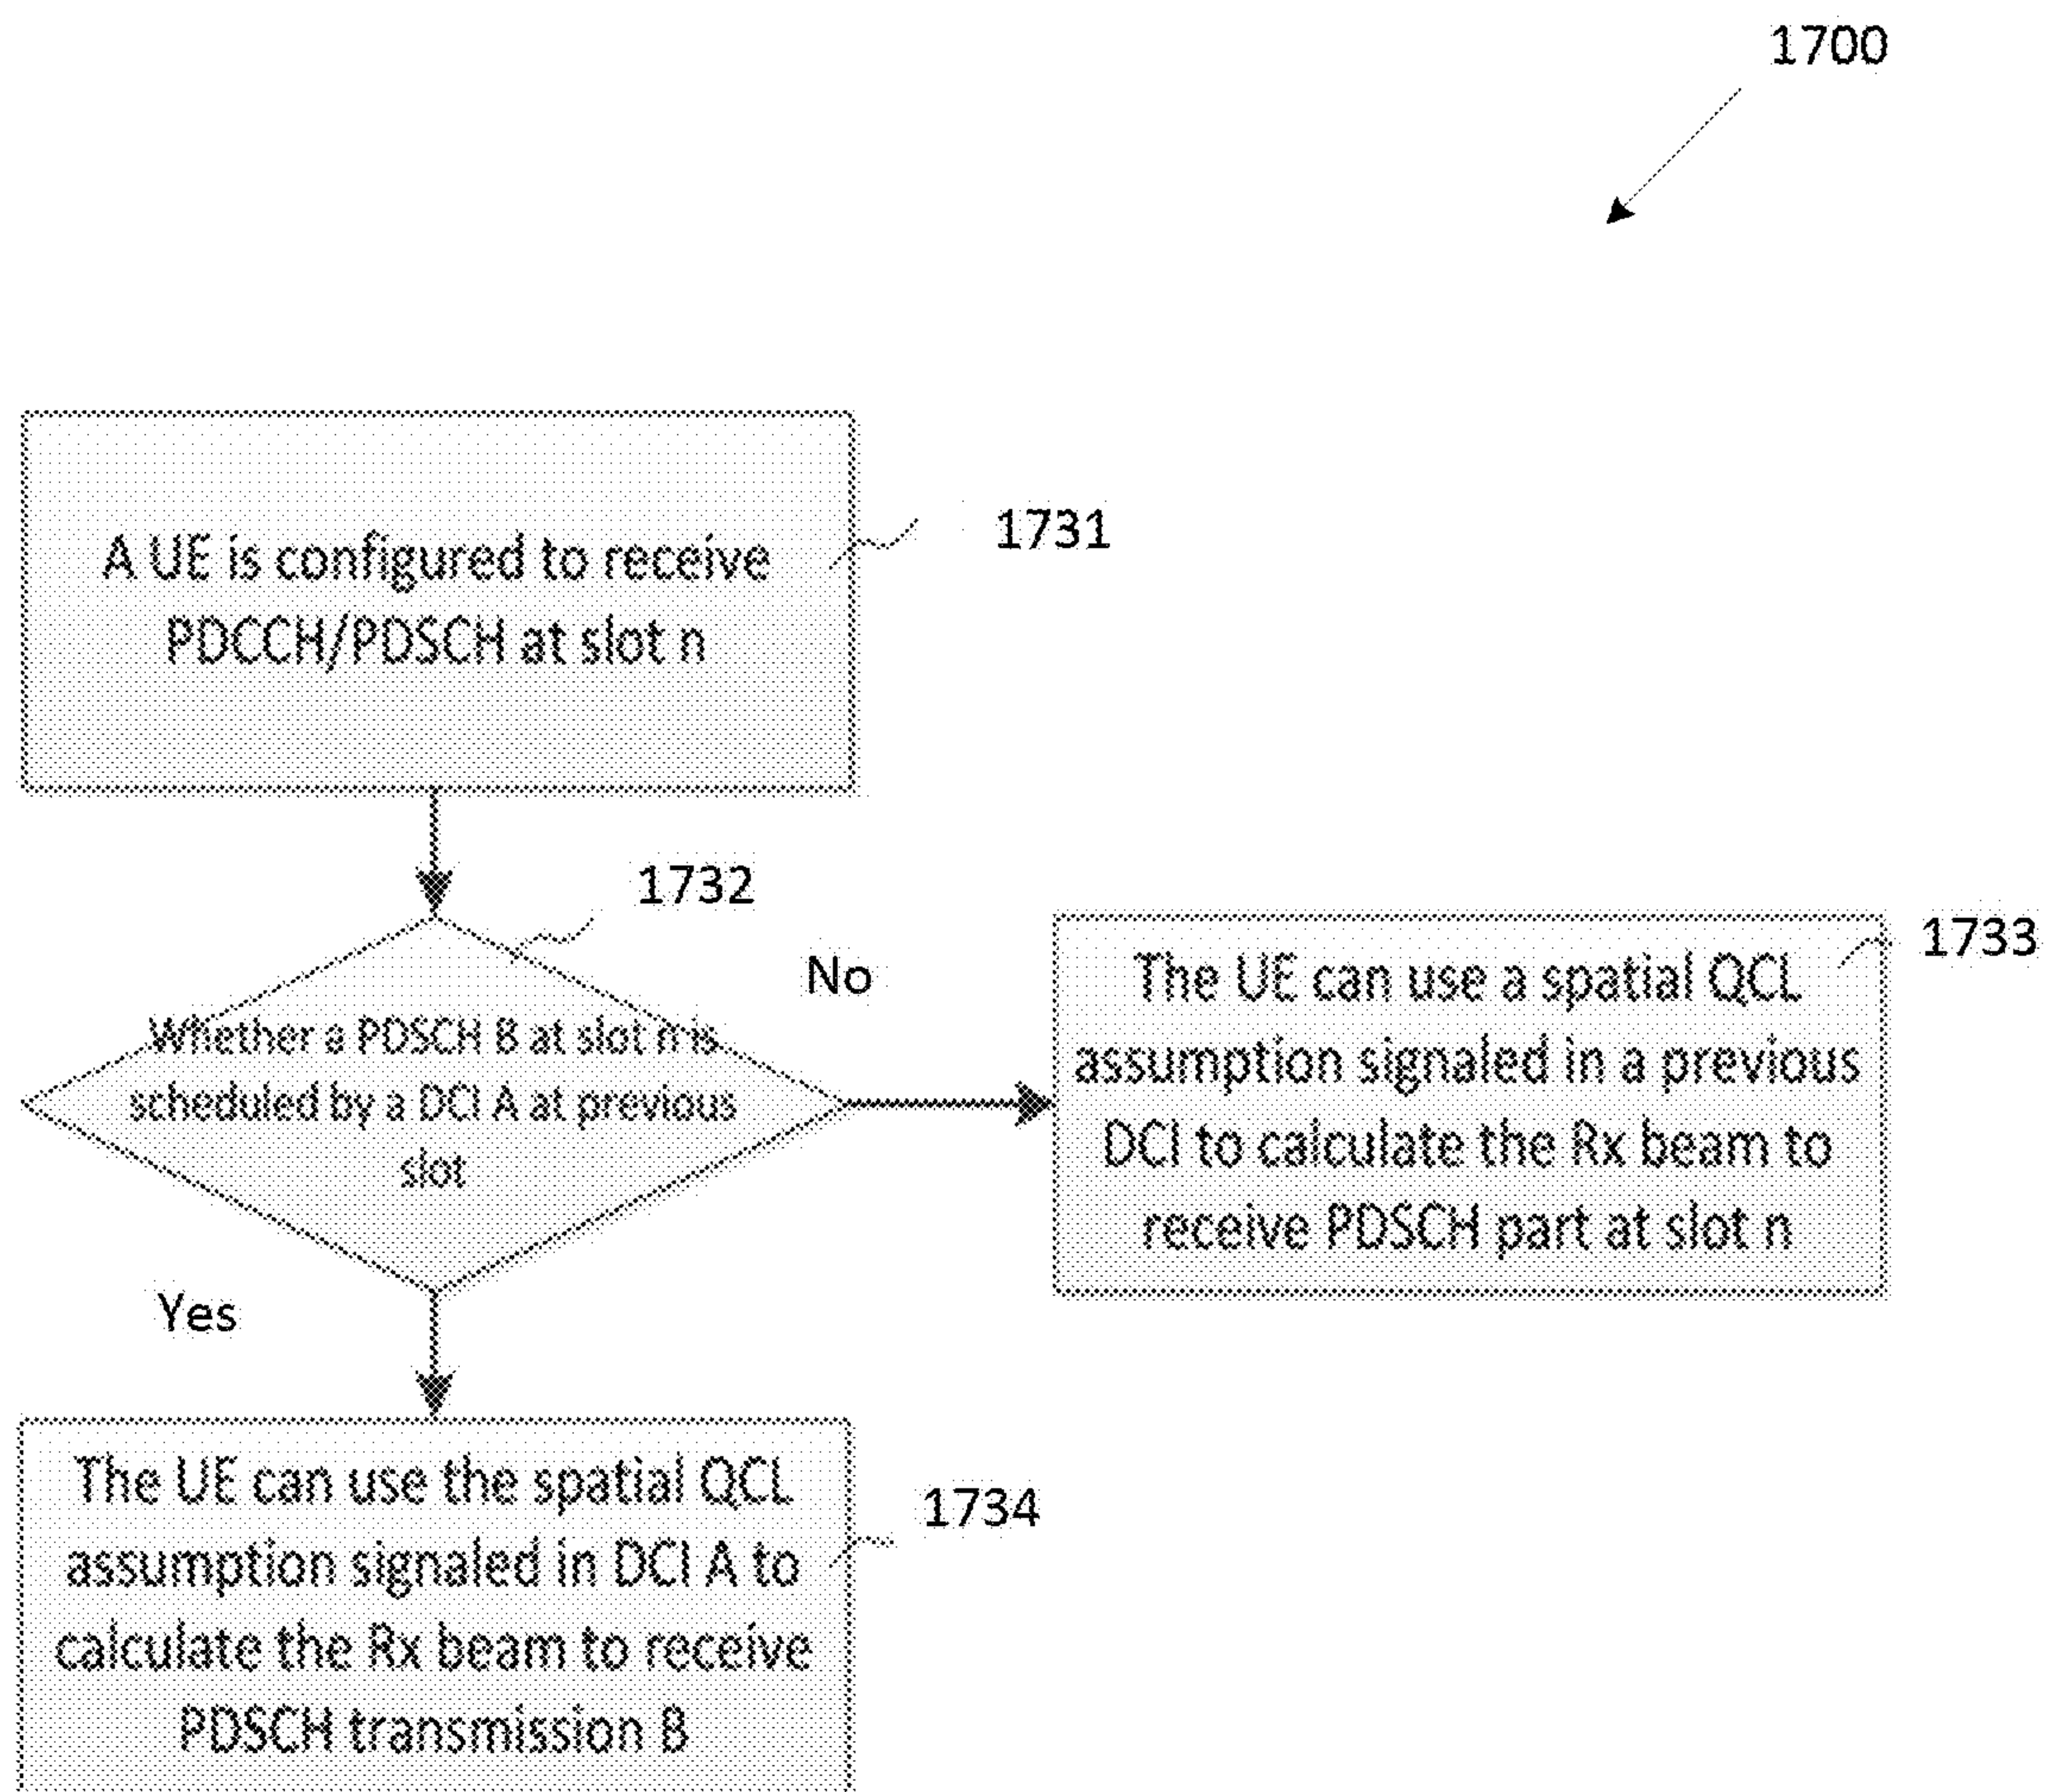 1700
A UE is configured to receive
PDCCH/PDSCH at slot n
1731
1732
Whether a PDSCH B at slot n is
scheduled by a DCI A at previous
slot
No
1733
The UE can use a spatial QCL
assumption signaled in a previous
DCI to calculate the Rx beam to
receive PDSCH part at slot n
Yes
The UE can use the spatial QCL
assumption signaled in DCI A to
calculate the Rx beam to receive
PDSCH transmission B
1734